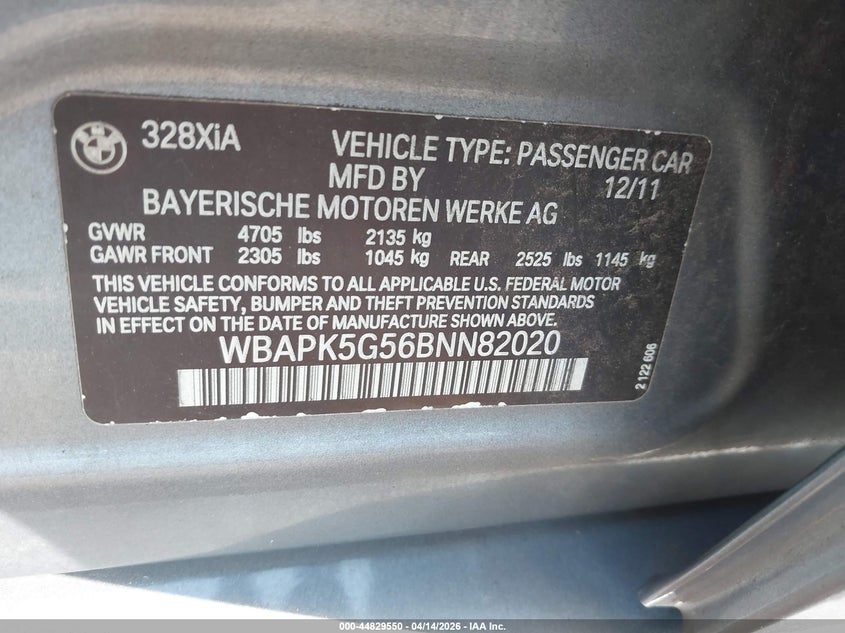 328XiA VEHICLE TYPE: PASSENGER CAR
MFD BY 12/11
BAYERISCHE MOTOREN WERKE AG
GVWR 4705 lbs 2135 kg
GAWR FRONT 2305 lbs 1045 kg REAR 2525 lbs 1145 kg
THIS VEHICLE CONFORMS TO ALL APPLICABLE U.S. FEDERAL MOTOR
VEHICLE SAFETY, BUMPER AND THEFT PREVENTION STANDARDS
IN EFFECT ON THE DATE OF MANUFACTURE SHOWN ABOVE.
WBAPK5G56BNN82020
2 122 606
000-44829550 - 04/14/2026 - IAA Inc.